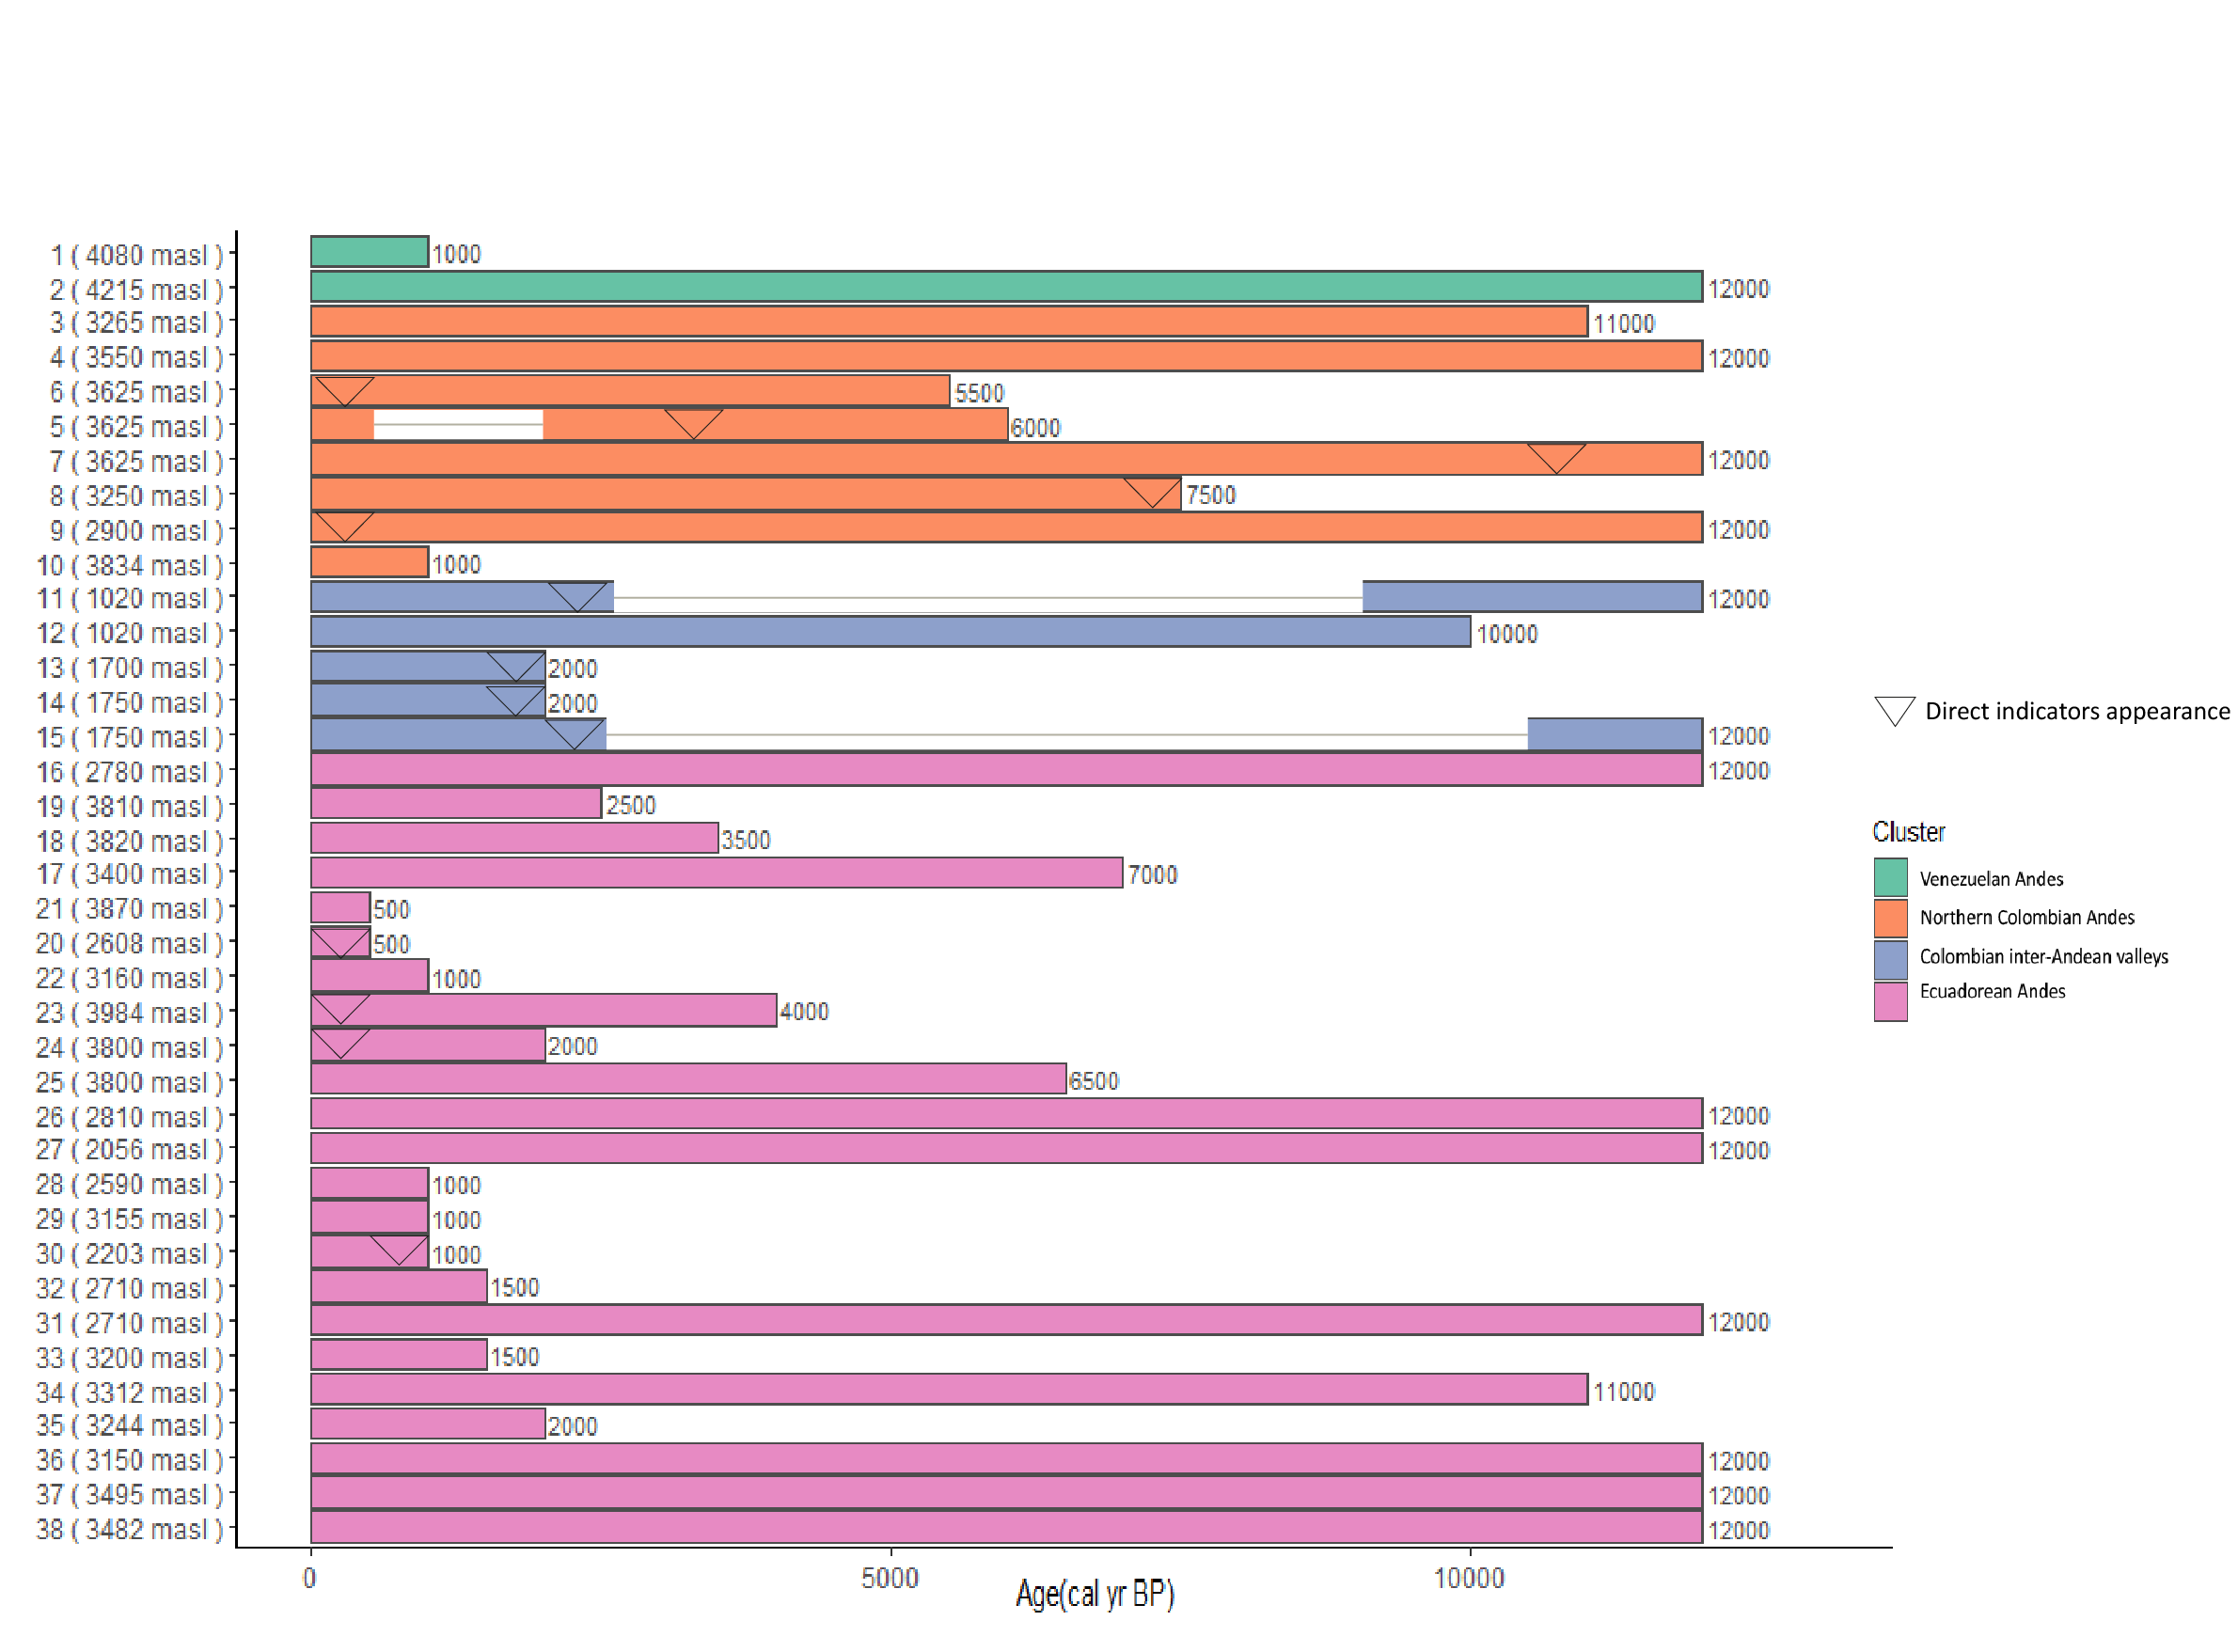 1 ( 4080 masl ) 1000
2 ( 4215 masl ) 12000
3 ( 3265 masl ) 11000
4 ( 3550 masl ) 12000
6 ( 3625 masl ) 5500
5 ( 3625 masl ) 6000
7 ( 3625 masl ) 12000
8 ( 3250 masl ) 7500
9 ( 2900 masl ) 12000
10 ( 3834 masl ) 1000
11 ( 1020 masl ) 12000
12 ( 1020 masl ) 10000
13 ( 1700 masl ) 2000
14 ( 1750 masl ) 2000
15 ( 1750 masl ) 12000
16 ( 2780 masl ) 12000
19 ( 3810 masl ) 2500
18 ( 3820 masl ) 3500
17 ( 3400 masl ) 7000
21 ( 3870 masl ) 500
20 ( 2608 masl ) 500
22 ( 3160 masl ) 1000
23 ( 3984 masl ) 4000
24 ( 3800 masl ) 2000
25 ( 3800 masl ) 6500
26 ( 2810 masl ) 12000
27 ( 2056 masl ) 12000
28 ( 2590 masl ) 1000
29 ( 3155 masl ) 1000
30 ( 2203 masl ) 1000
32 ( 2710 masl ) 1500
31 ( 2710 masl ) 12000
33 ( 3200 masl ) 1500
34 ( 3312 masl ) 11000
35 ( 3244 masl ) 2000
36 ( 3150 masl ) 12000
37 ( 3495 masl ) 12000
38 ( 3482 masl ) 12000
0 5000 10000
Age(cal yr BP)
Direct indicators appearance
Cluster
Venezuelan Andes
Northern Colombian Andes
Colombian inter-Andean valleys
Ecuadorean Andes